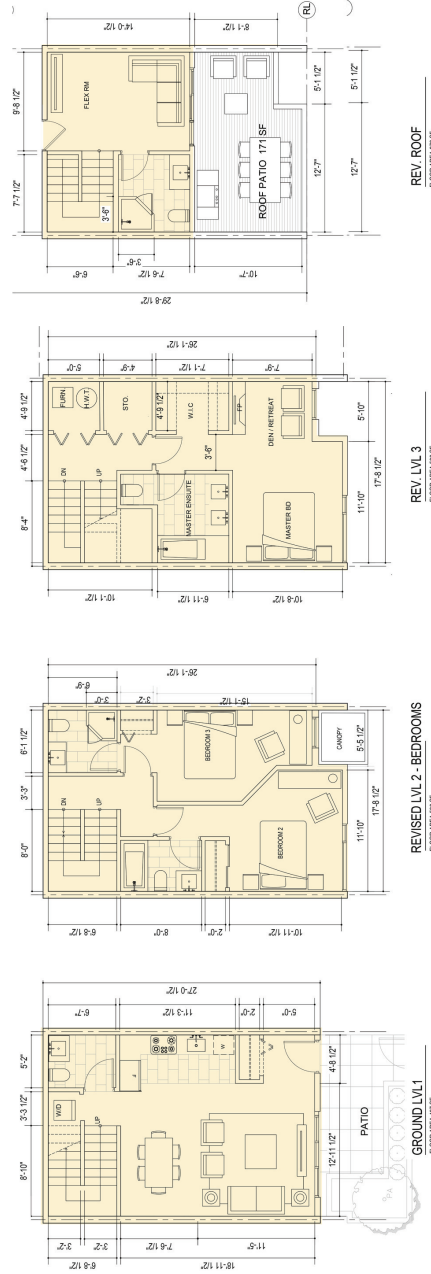 14'-0 1/2"
8'-1 1/2"
RL
9'-8 1/2"
7'-7 1/2"
FLEX RM
3'-6"
ROOF PATIO 171 SF
5'-1 1/2"
5'-1 1/2"
12'-7"
12'-7"
6'-6"
3'-6"
7'-6 1/2"
10'-7"
29'-8 1/2"
REV. ROOF
26'-1 1/2"
5'-0"
4'-9"
7'-1 1/2"
7'-9"
4'-9 1/2"
4'-6 1/2"
8'-4"
FURN
H.W.T.
STO.
4'-9 1/2"
W.I.C
FP
DEN / RETREAT
DN
UP
3'-6"
MASTER ENSUITE
MASTER BD
5'-10"
11'-10"
17'-8 1/2"
10'-1 1/2"
6'-11 1/2"
10'-8 1/2"
REV. LVL 3
26'-1 1/2"
6'-9"
3'-0"
3'-2"
15'-1 1/2"
6'-1 1/2"
3'-3"
8'-0"
DN
UP
BEDROOM 3
BEDROOM 2
CANOPY
5'-5 1/2"
11'-10"
17'-8 1/2"
6'-8 1/2"
8'-0"
2'-0"
10'-11 1/2"
REVISED LVL 2 - BEDROOMS
27'-0 1/2"
6'-7"
11'-3 1/2"
2'-0"
5'-0"
5'-2"
3'-3 1/2"
8'-10"
W/D
UP
W
4'-8 1/2"
12'-11 1/2"
PATIO
3'-2"
3'-2"
6'-8 1/2"
7'-6 1/2"
11'-5"
18'-11 1/2"
GROUND LVL1